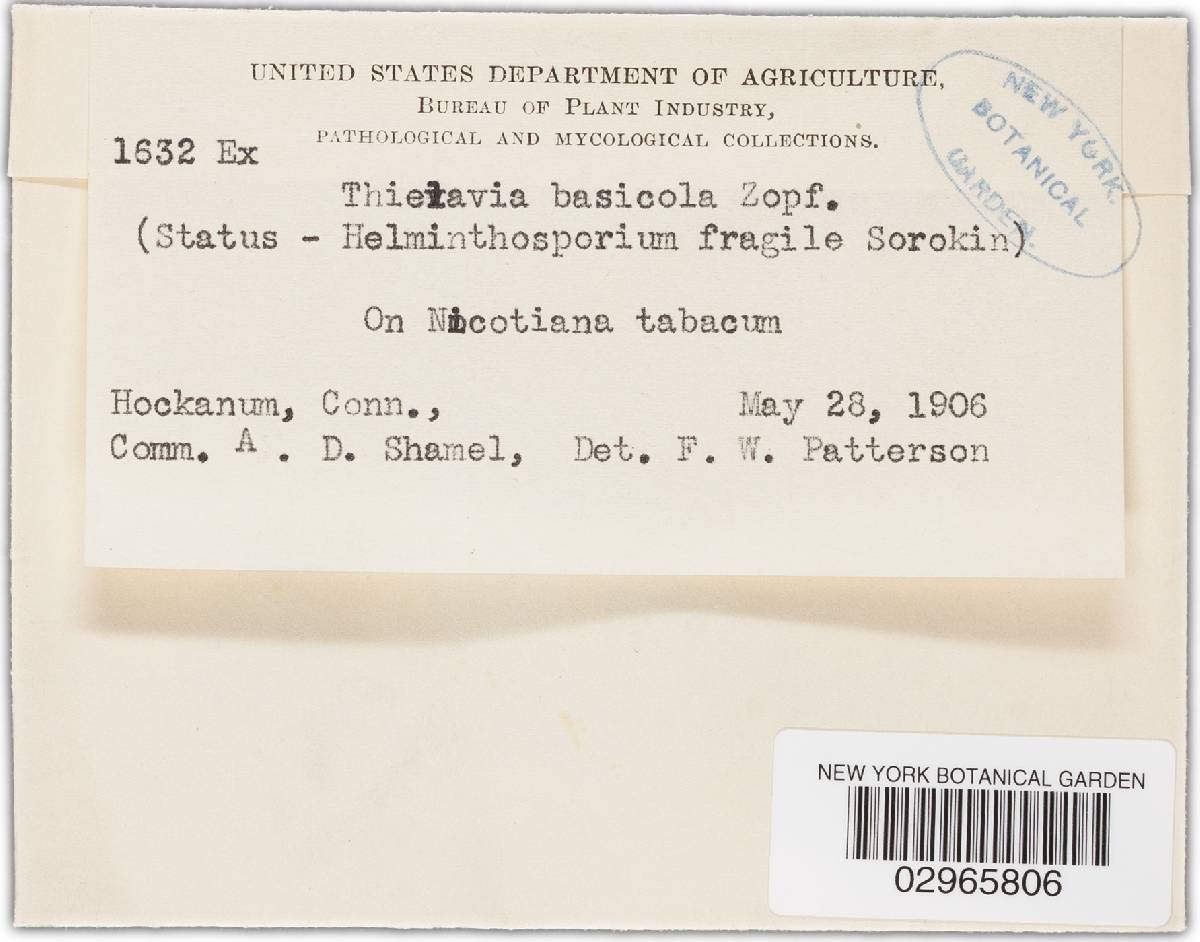 UNITED STATES DEPARTMENT OF AGRICULTURE,
BUREAU OF PLANT INDUSTRY,
PATHOLOGICAL AND MYCOLOGICAL COLLECTIONS.
NEW YORK
BOTANICAL
GARDEN.
1632 Ex
Thielavia basicola Zopf.
(Status - Helminthosporium fragile Sorokin)
On Nicotiana tabacum
Hockanum, Conn., May 28, 1906
Comm. A . D. Shamel, Det. F. W. Patterson
NEW YORK BOTANICAL GARDEN
02965806